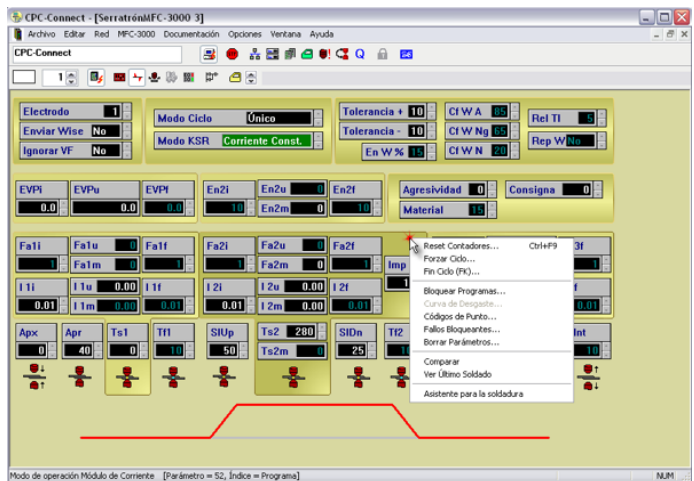 CPC-Connect - [SerratrónMFC-3000 3]
Archivo Editar Red MFC-3000 Documentación Opciones Ventana Ayuda
CPC-Connect
1
Electrodo 1
Enviar Wise No
Ignorar VF No
Modo Ciclo Único
Modo KSR Corriente Const.
Tolerancia + 10
Tolerancia - 10
En W % 15
Cf W A 85
Cf W Ng 65
Cf W N 20
Rel TI 5
Rep W No
EVPi EVPu EVPf
0.0 0.0 0.0
En2i En2u 0 En2f
10 En2m 0 10
Agresividad 0 Consigna 0
Material 15
Fa1i Fa1u 0 Fa1f
1 Fa1m 0 1
Fa2i Fa2u 0 Fa2f
1 Fa2m 0 1
Imp
1
3f
I 1i I 1u 0.00 I 1f
0.01 I 1m 0.00 0.01
I 2i I 2u 0.00 I 2f
0.01 I 2m 0.00 0.01
f
0.01
Apx Apr Ts1 Tf1 SlUp Ts2 280 SlDn Tf2 Int
0 40 0 10 50 Ts2m 0 25 10
Reset Contadores... Ctrl+F9
Forzar Ciclo...
Fin Ciclo (FK)...
Bloquear Programas...
Curva de Desgaste...
Códigos de Punto...
Fallos Bloqueantes...
Borrar Parámetros...
Comparar
Ver Último Soldado
Asistente para la soldadura
Modo de operación Módulo de Corriente [Parámetro = 52, Índice = Programa] NUM